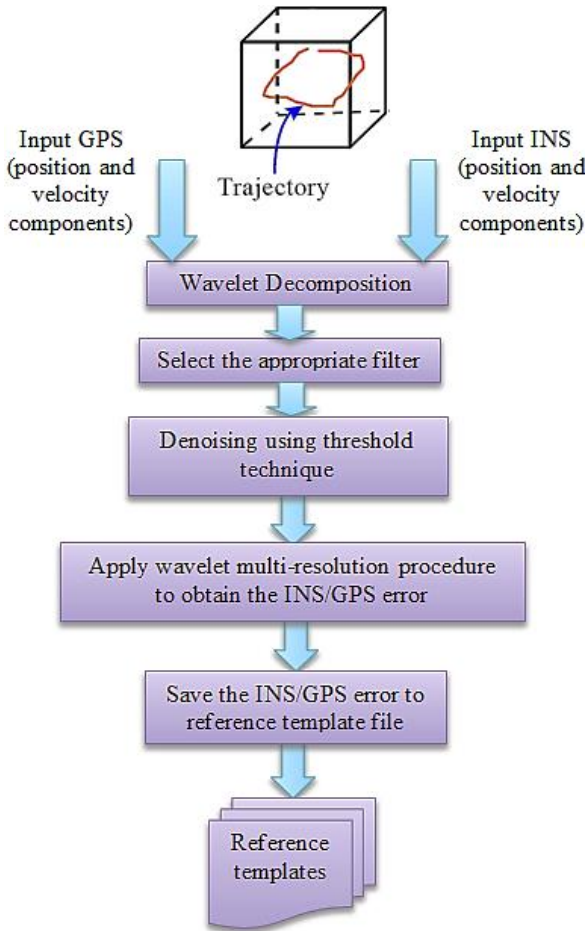 Input GPS
(position and
velocity
components)
Trajectory
Input INS
(position and
velocity
components)
Wavelet Decomposition
Select the appropriate filter
Denoising using threshold
technique
Apply wavelet multi-resolution procedure
to obtain the INS/GPS error
Save the INS/GPS error to
reference template file
Reference
templates